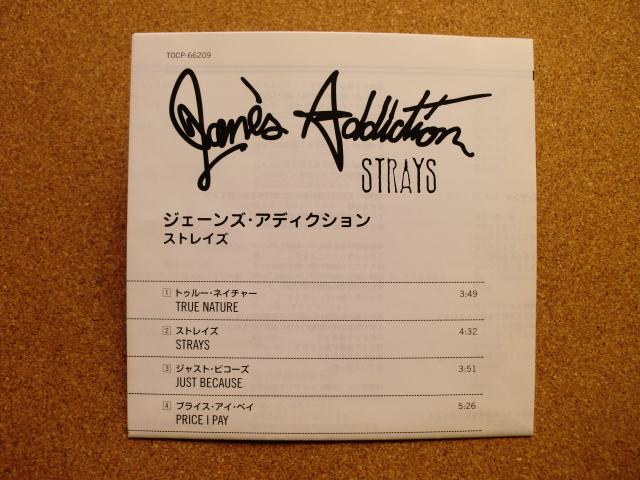 TOCP-66209
Jane's Addiction
STRAYS
ジェーンズ・アディクション
ストレイズ
1 トゥルー・ネイチャー 3:49
TRUE NATURE
2 ストレイズ 4:32
STRAYS
3 ジャスト・ビコーズ 3:51
JUST BECAUSE
4 プライス・アイ・ペイ 5:26
PRICE I PAY